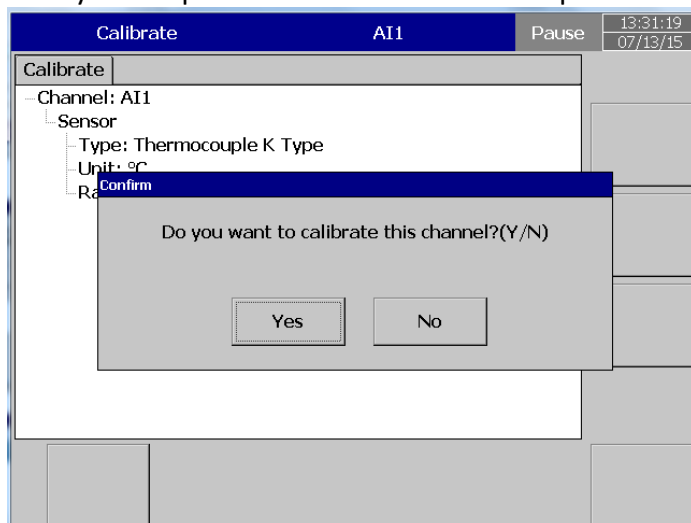 Calibrate AI1 Pause 13:31:19
07/13/15
Calibrate
Channel: AI1
Sensor
Type: Thermocouple K Type
Unit: °C
Ra
Confirm
Do you want to calibrate this channel?(Y/N)
Yes No